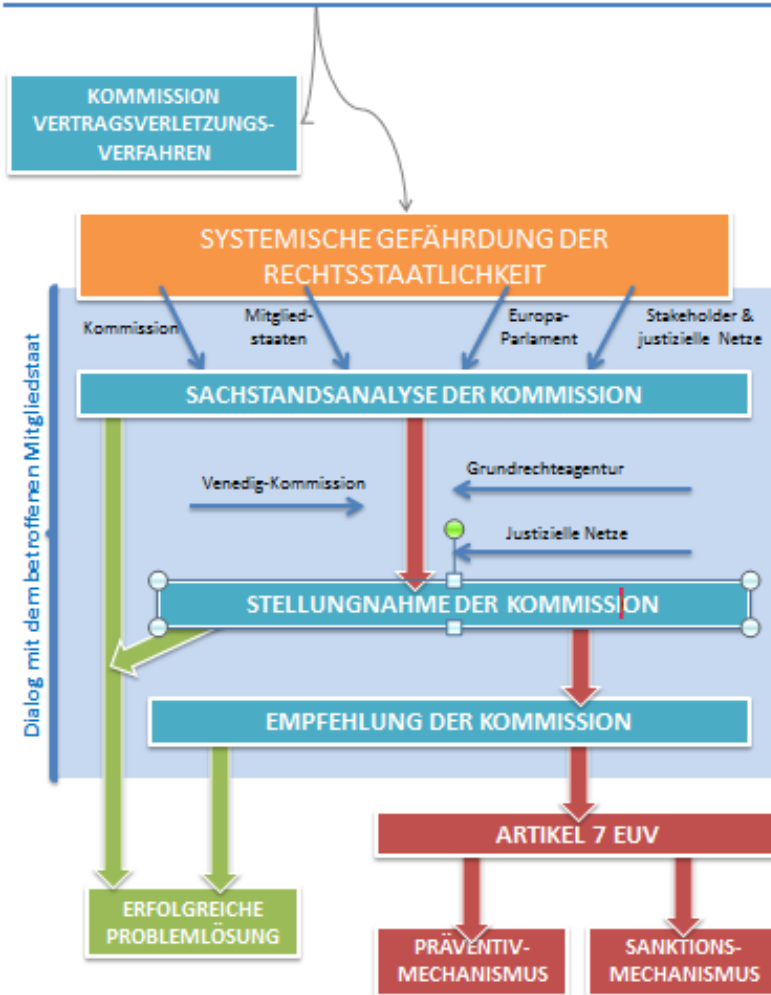 KOMMISSION
VERTRAGSVERLETZUNGS-
VERFAHREN
SYSTEMISCHE GEFÄHRDUNG DER
RECHTSSTAATLICHKEIT
Dialog mit dem betroffenen Mitgliedstaat
Kommission
Mitglied-
staaten
Europa-
Parlament
Stakeholder &
justizielle Netze
SACHSTANDSANALYSE DER KOMMISSION
Venedig-Kommission
Grundrechteagentur
Justizielle Netze
STELLUNGNAHME DER KOMMISSION
EMPFEHLUNG DER KOMMISSION
ARTIKEL 7 EUV
ERFOLGREICHE
PROBLEMLÖSUNG
PRÄVENTIV-
MECHANISMUS
SANKTIONS-
MECHANISMUS